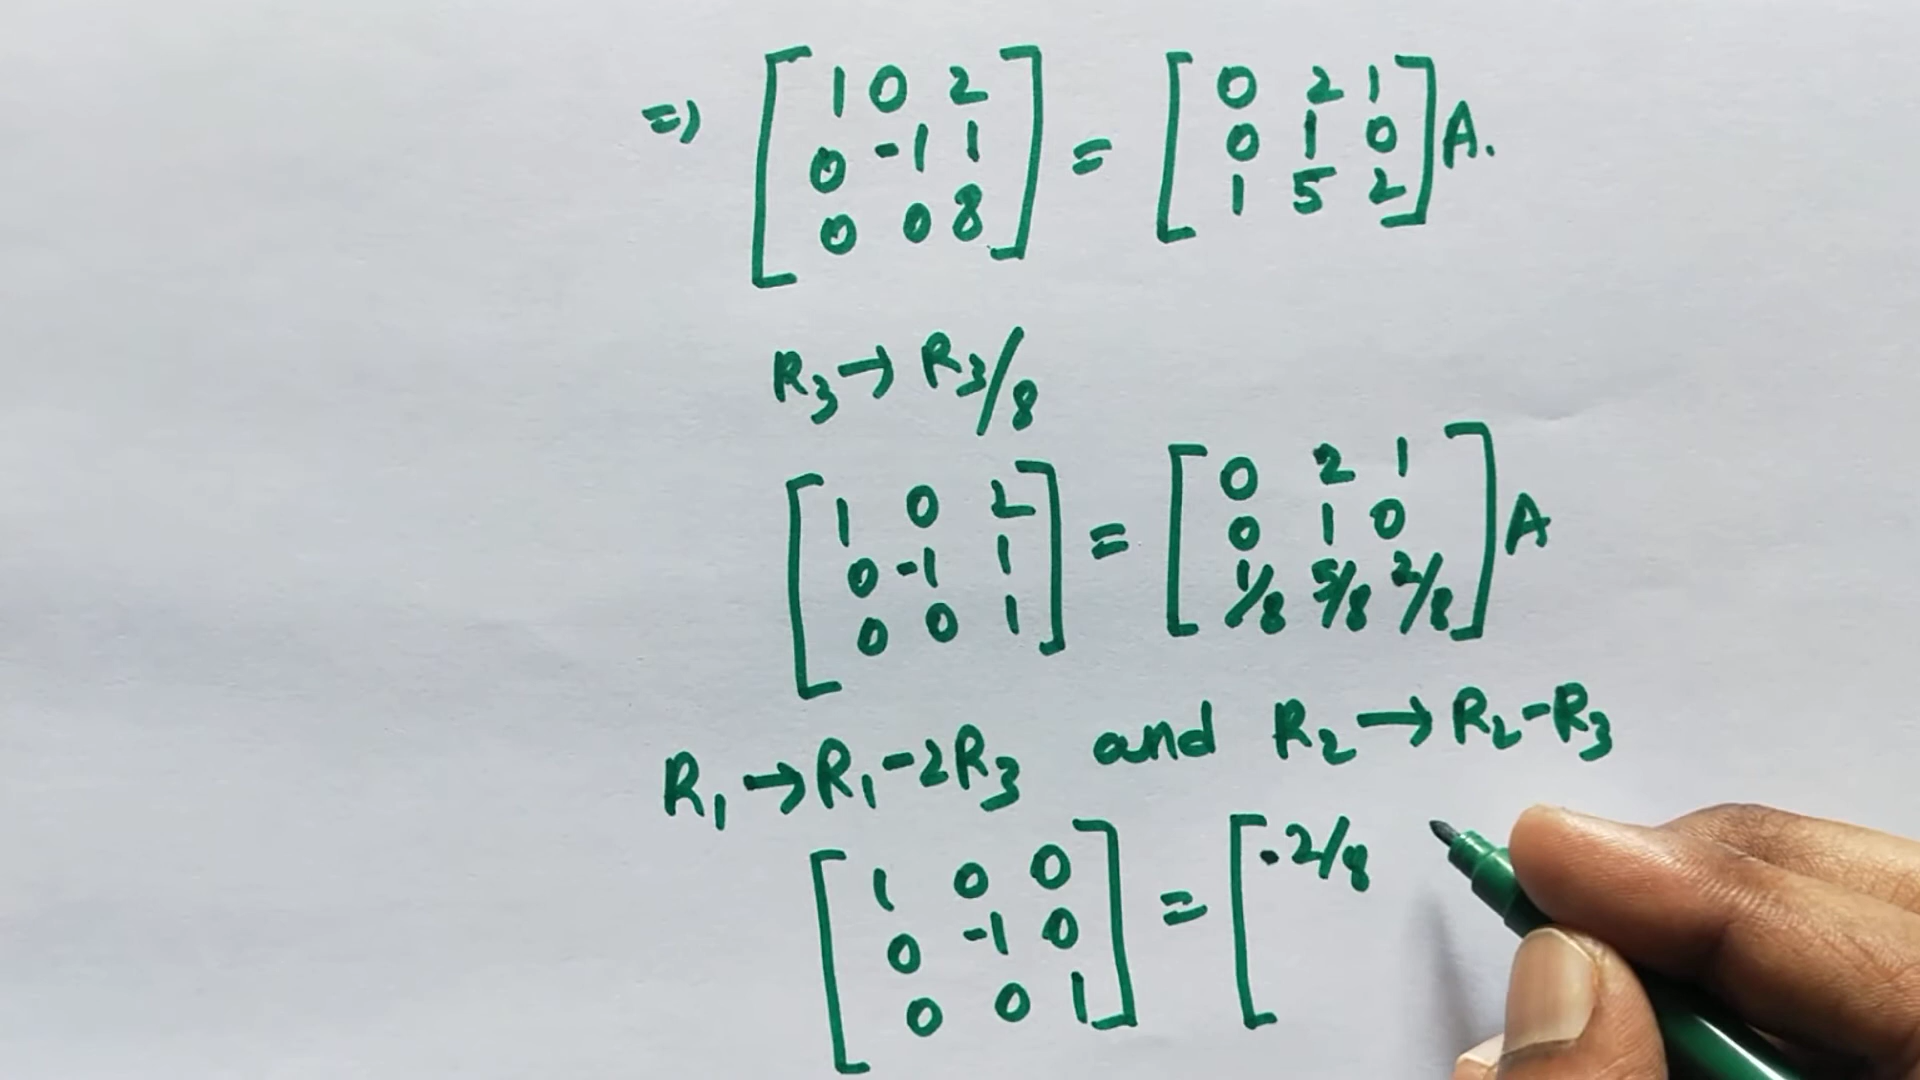 => [ 1 0 2 ] = [ 0 2 1 ] A.
0 -1 1 0 1 0
0 0 8 1 5 2
R3 → R3/8
[ 1 0 2 ] = [ 0 2 1 ] A
0 -1 1 0 1 0
0 0 1 1/8 5/8 2/8
R1 → R1-2R3 and R2 → R2-R3
[ 1 0 0 ] = [ -2/8
0 -1 0
0 0 1